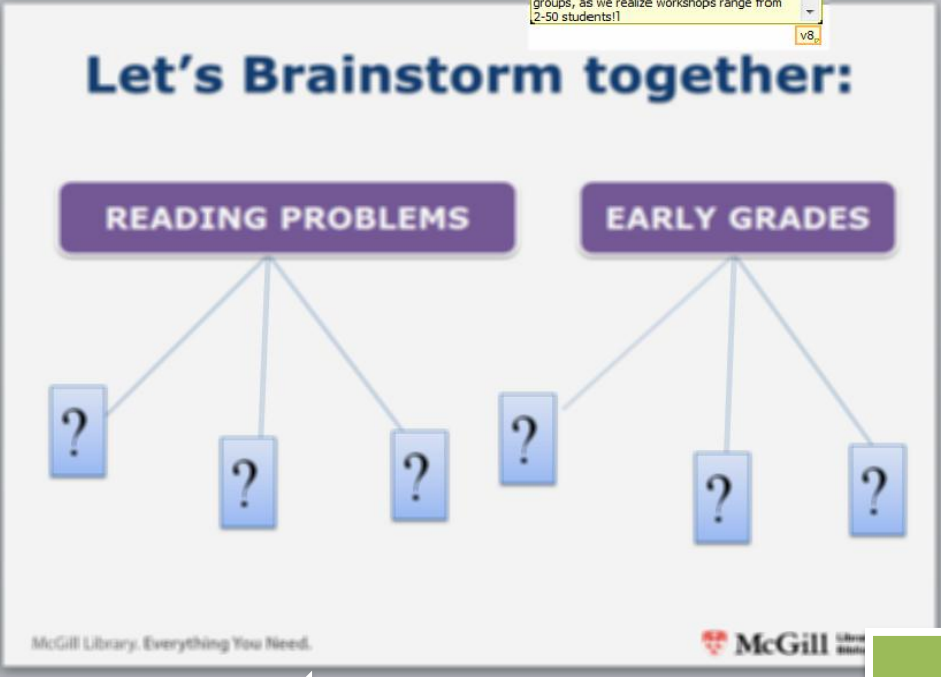 groups, as we realize workshops range from
2-50 students!]
v8
Let's Brainstorm together:
READING PROBLEMS
EARLY GRADES
?
?
?
?
?
?
McGill Library. Everything You Need.
McGill